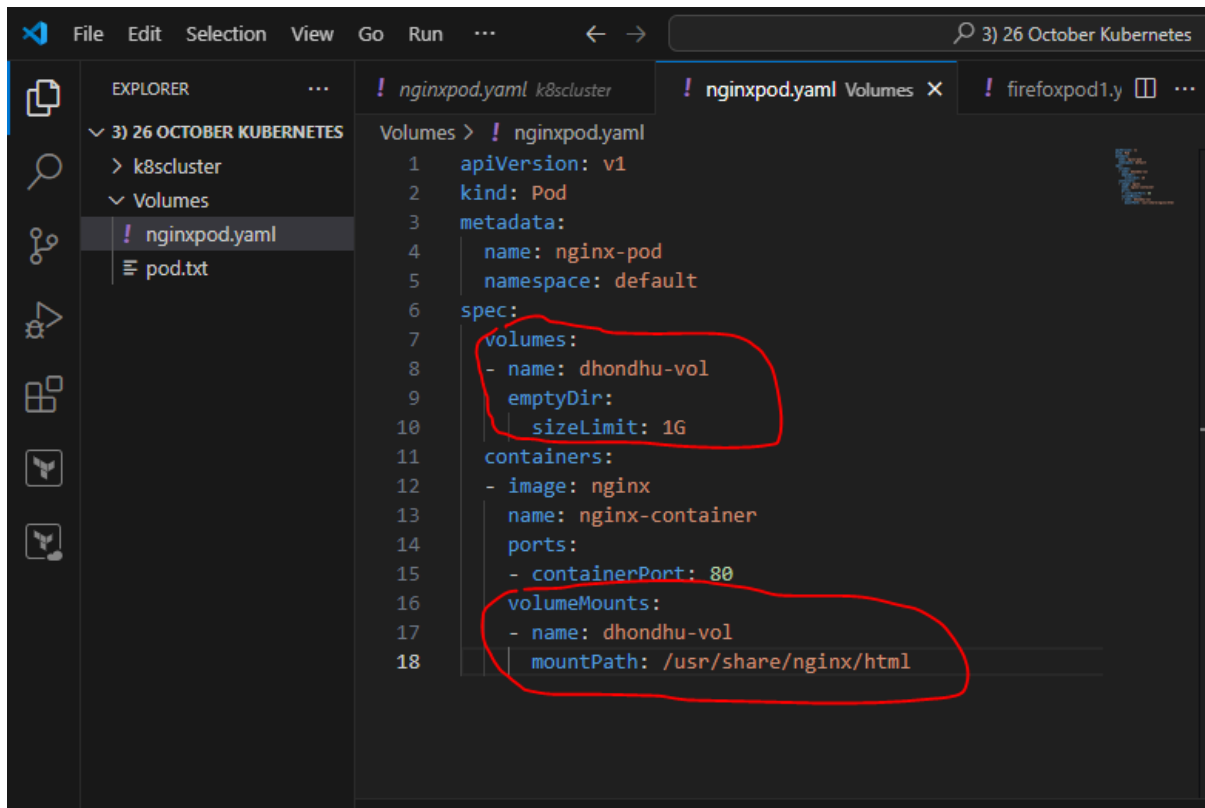 File Edit Selection View Go Run ··· ← → 3) 26 October Kubernetes
EXPLORER ···
! nginxpod.yaml k8scluster ! nginxpod.yaml Volumes × ! firefoxpod1.y ···
3) 26 OCTOBER KUBERNETES
> k8scluster
Volumes
! nginxpod.yaml
pod.txt
Volumes > ! nginxpod.yaml
1 apiVersion: v1
2 kind: Pod
3 metadata:
4 name: nginx-pod
5 namespace: default
6 spec:
7 volumes:
8 - name: dhondhu-vol
9 emptyDir:
10 sizeLimit: 1G
11 containers:
12 - image: nginx
13 name: nginx-container
14 ports:
15 - containerPort: 80
16 volumeMounts:
17 - name: dhondhu-vol
18 mountPath: /usr/share/nginx/html